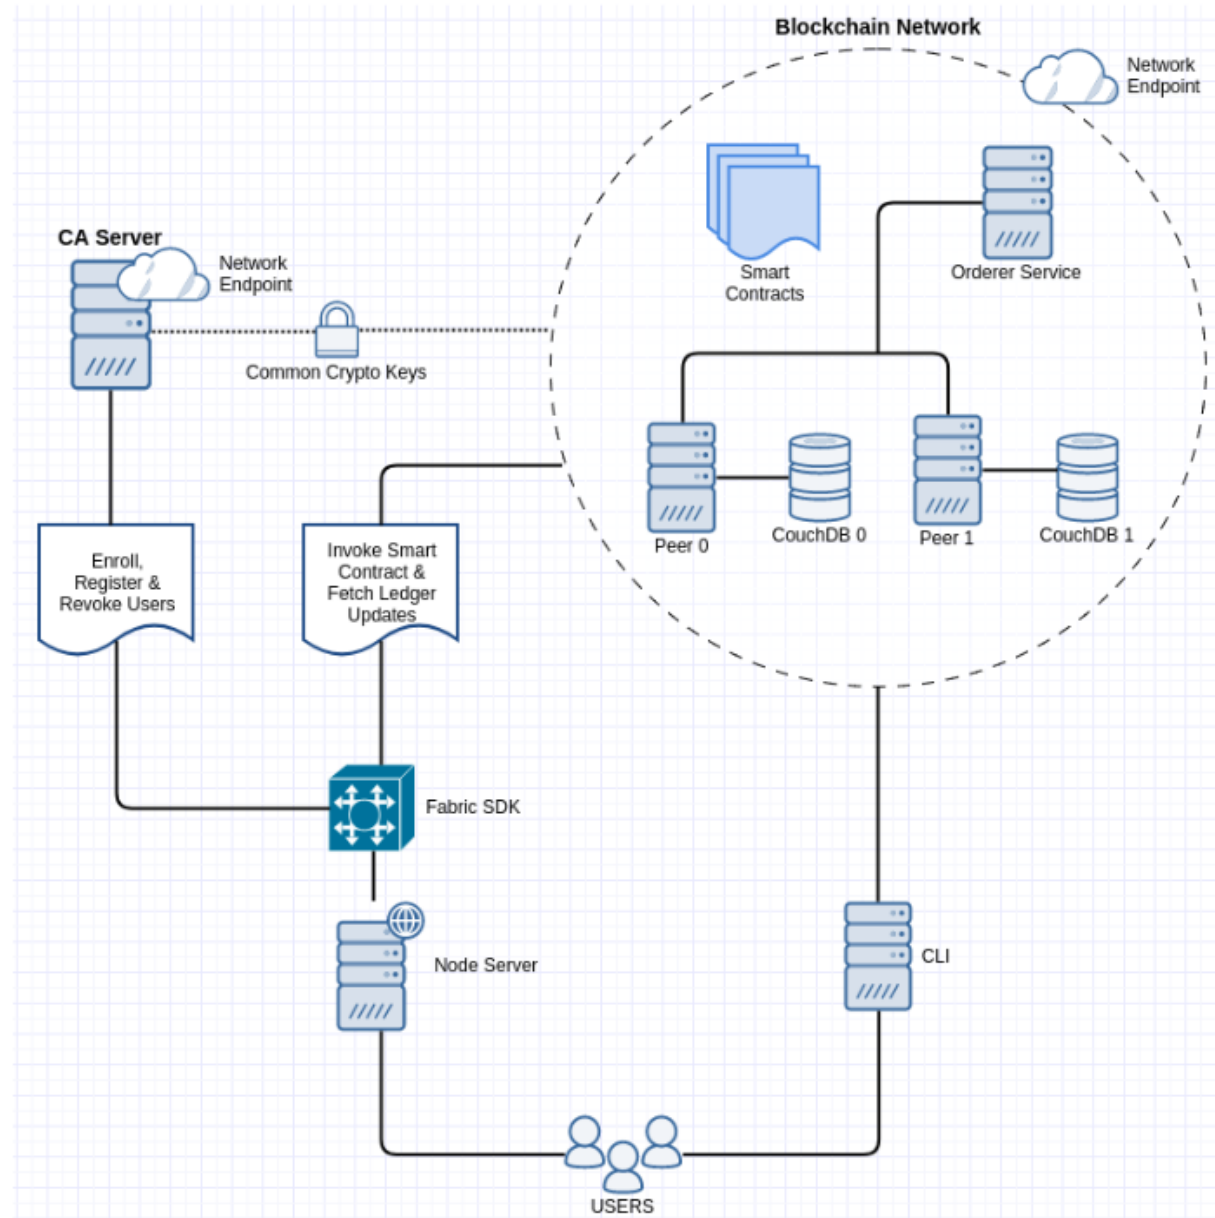 Blockchain Network
Network
Endpoint
Smart
Contracts
Orderer Service
CA Server
Network
Endpoint
Common Crypto Keys
Peer 0
CouchDB 0
Peer 1
CouchDB 1
Enroll,
Register &
Revoke Users
Invoke Smart
Contract &
Fetch Ledger
Updates
Fabric SDK
Node Server
CLI
USERS